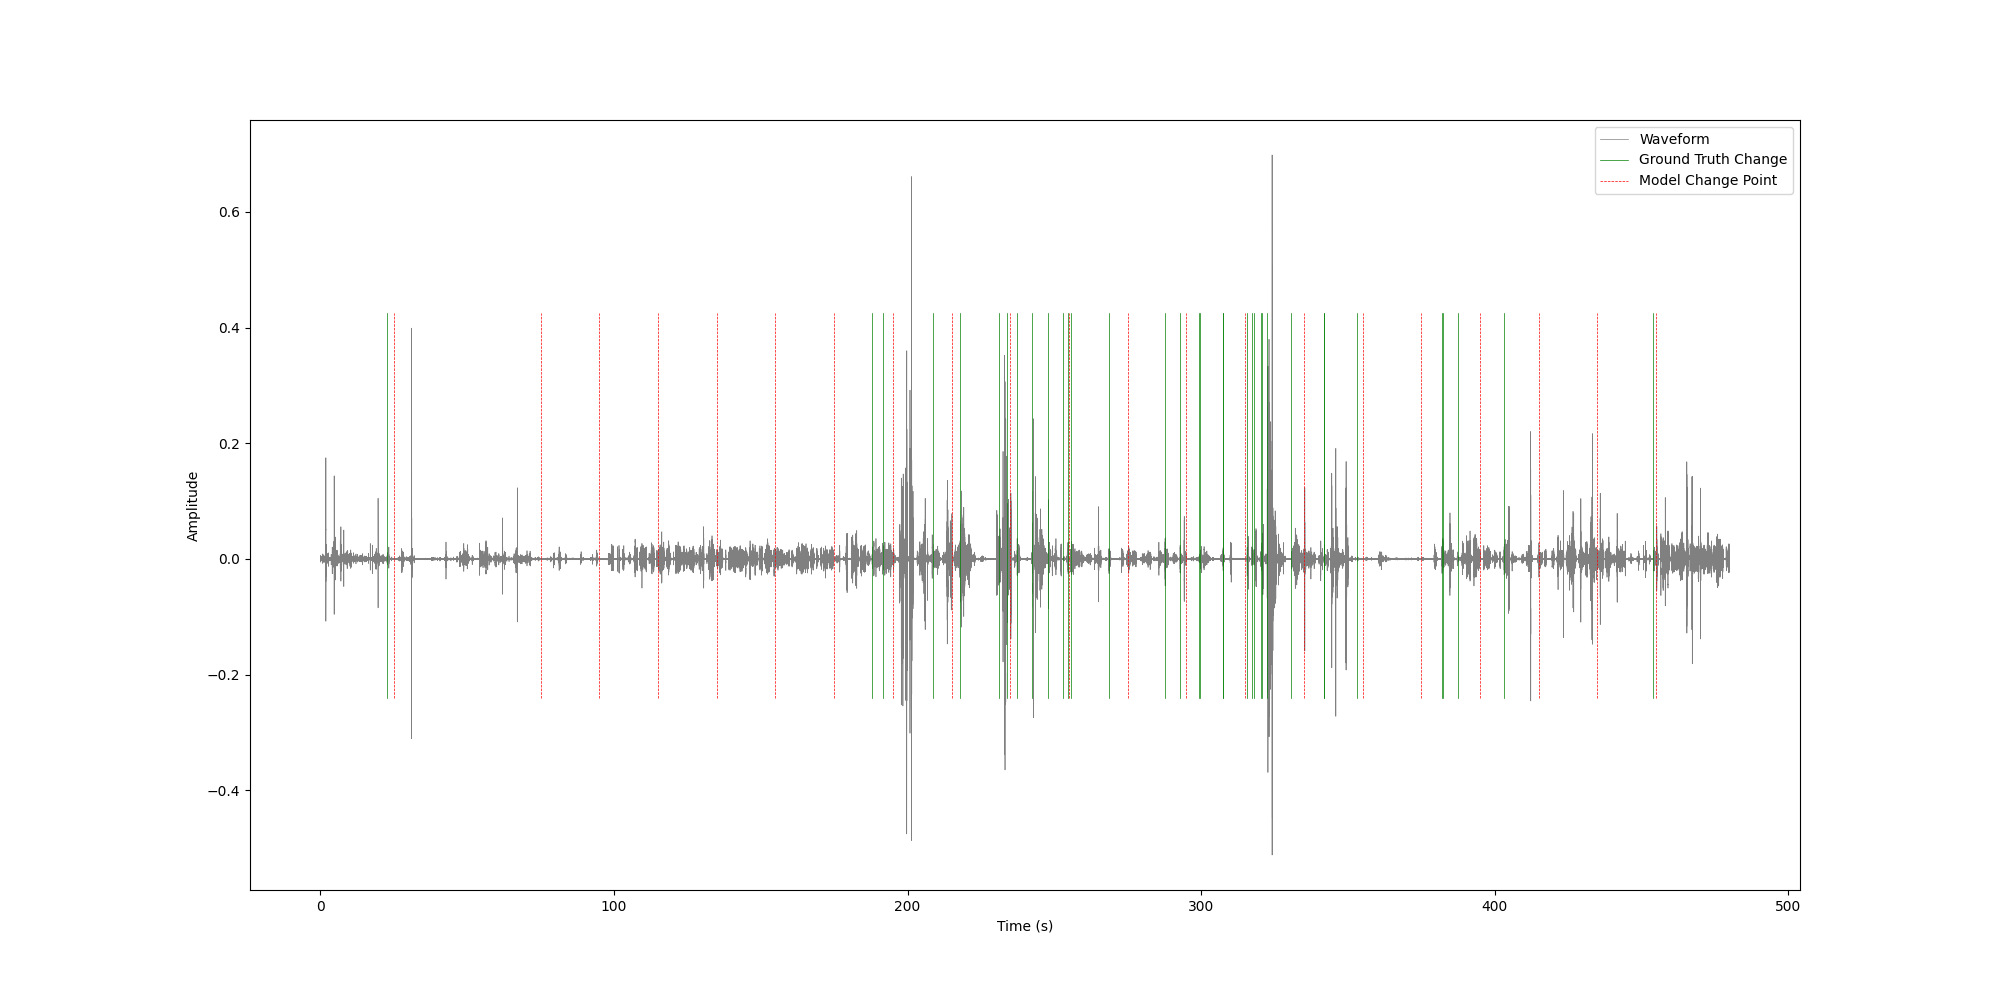 Waveform
Ground Truth Change
Model Change Point
0.6
0.4
0.2
0.0
−0.2
−0.4
Amplitude
0 100 200 300 400 500
Time (s)